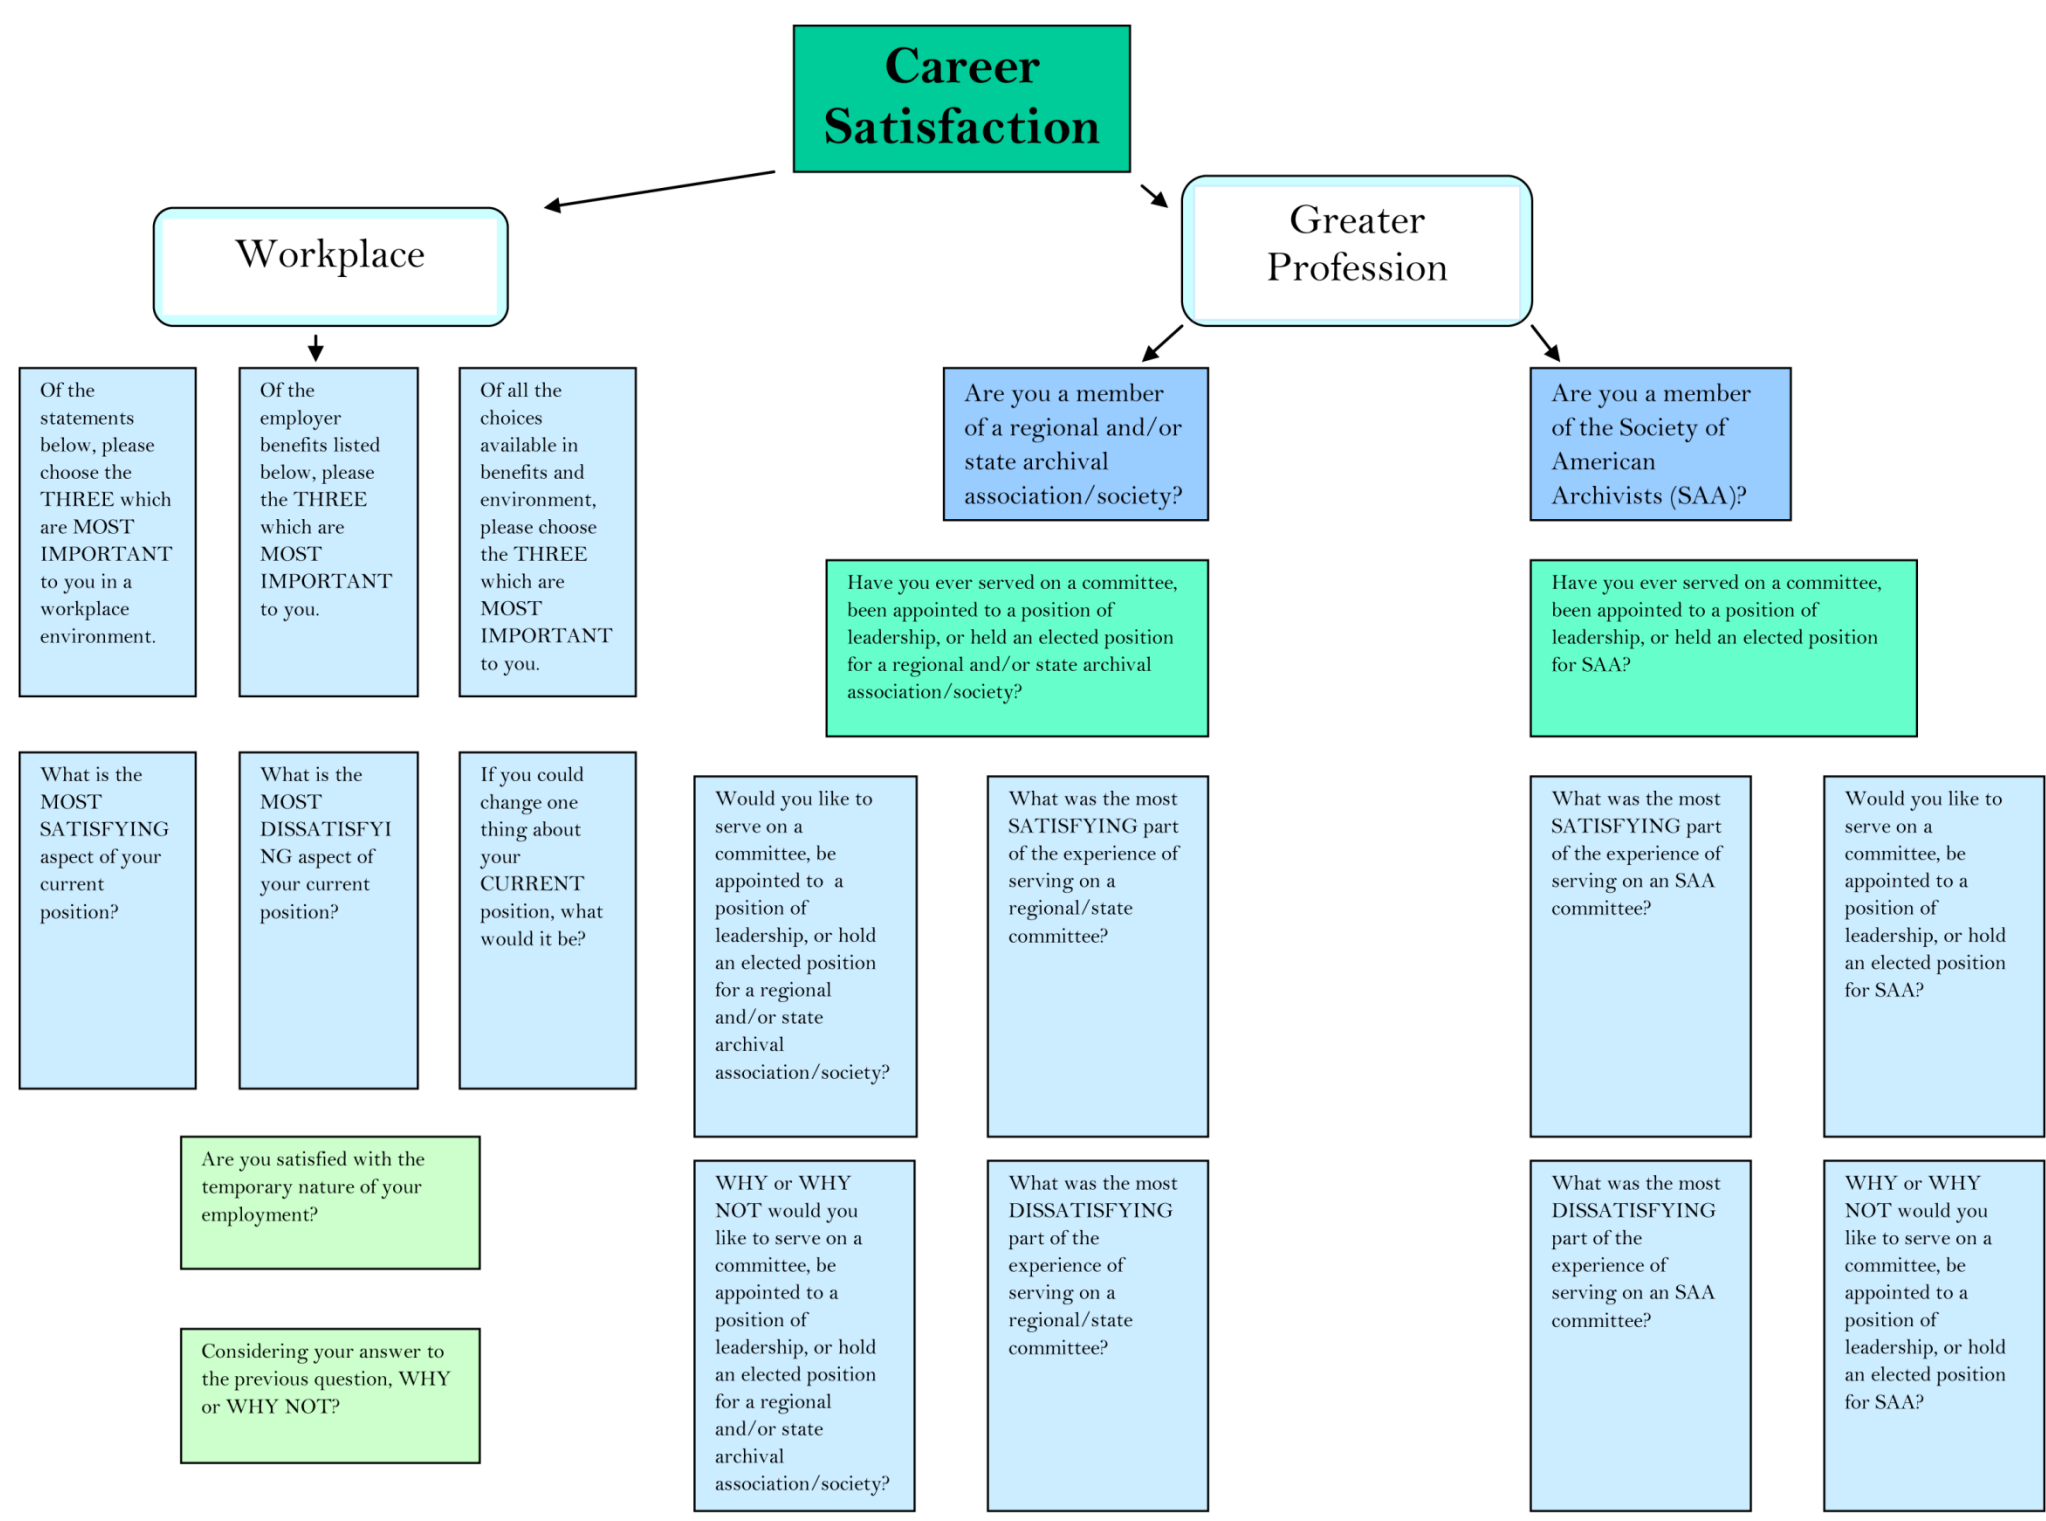 Career
Satisfaction
Workplace
Greater
Profession
Of the
statements
below, please
choose the
THREE which
are MOST
IMPORTANT
to you in a
workplace
environment.
Of the
employer
benefits listed
below, please
the THREE
which are
MOST
IMPORTANT
to you.
Of all the
choices
available in
benefits and
environment,
please choose
the THREE
which are
MOST
IMPORTANT
to you.
Are you a member
of a regional and/or
state archival
association/society?
Are you a member
of the Society of
American
Archivists (SAA)?
Have you ever served on a committee,
been appointed to a position of
leadership, or held an elected position
for a regional and/or state archival
association/society?
Have you ever served on a committee,
been appointed to a position of
leadership, or held an elected position
for SAA?
What is the
MOST
SATISFYING
aspect of your
current
position?
What is the
MOST
DISSATISFYI
NG aspect of
your current
position?
If you could
change one
thing about
your
CURRENT
position, what
would it be?
Would you like to
serve on a
committee, be
appointed to  a
position of
leadership, or hold
an elected position
for a regional
and/or state
archival
association/society?
What was the most
SATISFYING part
of the experience of
serving on a
regional/state
committee?
What was the most
SATISFYING part
of the experience of
serving on an SAA
committee?
Would you like to
serve on a
committee, be
appointed to a
position of
leadership, or hold
an elected position
for SAA?
Are you satisfied with the
temporary nature of your
employment?
Considering your answer to
the previous question, WHY
or WHY NOT?
WHY or WHY
NOT would you
like to serve on a
committee, be
appointed to a
position of
leadership, or hold
an elected position
for a regional
and/or state
archival
association/society?
What was the most
DISSATISFYING
part of the
experience of
serving on a
regional/state
committee?
What was the most
DISSATISFYING
part of the
experience of
serving on an SAA
committee?
WHY or WHY
NOT would you
like to serve on a
committee, be
appointed to a
position of
leadership, or hold
an elected position
for SAA?